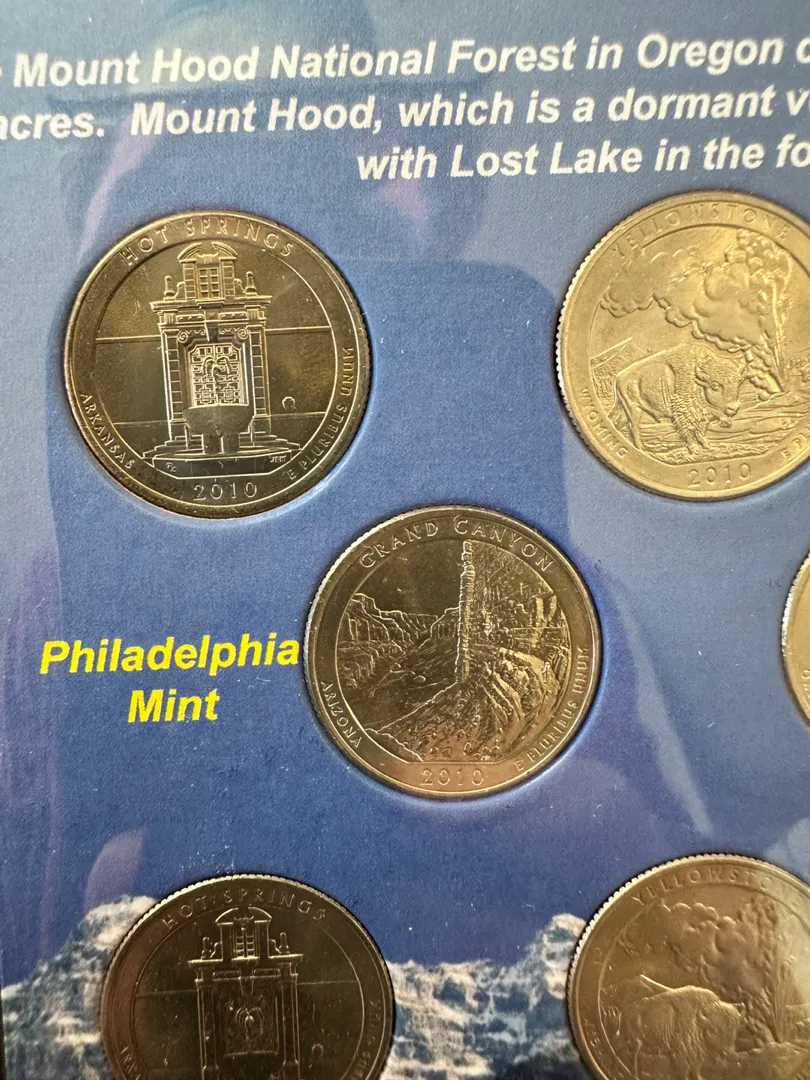 Mount Hood National Forest in Oregon
acres. Mount Hood, which is a dormant
with Lost Lake in the
HOT SPRINGS
ARKANSAS
2010
E PLURIBUS UNUM
YELLOWSTONE
WYOMING
2010
GRAND CANYON
ARIZONA
2010
E PLURIBUS UNUM
Philadelphia
Mint
HOT SPRINGS
YELLOWSTONE